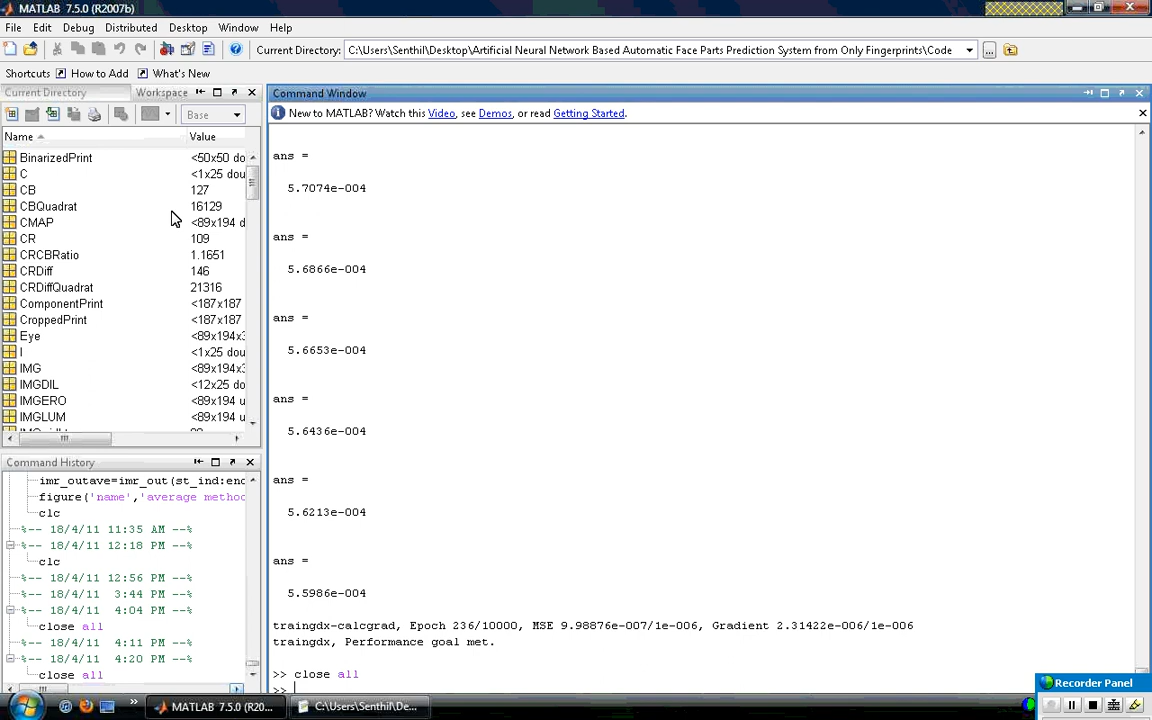 MATLAB 7.5.0 (R2007b)
File Edit Debug Distributed Desktop Window Help
Current Directory: C:\Users\Senthil\Desktop\Artificial Neural Network Based Automatic Face Parts Prediction System from Only Fingerprints\Code
Shortcuts How to Add What's New
Current Directory Workspace
Base
Name Value
BinarizedPrint <50x50 do
C <1x25 dou
CB 127
CBQuadrat 16129
CMAP <89x194 d
CR 109
CRCBRatio 1.1651
CRDiff 146
CRDiffQuadrat 21316
ComponentPrint <187x187
CroppedPrint <187x187
Eye <89x194x3
I <1x25 dou
IMG <89x194x3
IMGDIL <12x25 dou
IMGERO <89x194 u
IMGLUM <89x194 u
Command History
imr_outave=imr_out(st_ind:end
figure('name','average method
clc
%-- 18/4/11 11:35 AM --%
%-- 18/4/11 12:18 PM --%
clc
%-- 18/4/11 12:56 PM --%
%-- 18/4/11 3:44 PM --%
%-- 18/4/11 4:04 PM --%
close all
%-- 18/4/11 4:11 PM --%
%-- 18/4/11 4:20 PM --%
close all
Command Window
New to MATLAB? Watch this Video, see Demos, or read Getting Started.
ans =
5.7074e-004
ans =
5.6866e-004
ans =
5.6653e-004
ans =
5.6436e-004
ans =
5.6213e-004
ans =
5.5986e-004
traingdx-calcgrad, Epoch 236/10000, MSE 9.98876e-007/1e-006, Gradient 2.31422e-006/1e-006
traingdx, Performance goal met.
>> close all
>>
Recorder Panel
MATLAB 7.5.0 (R20...
C:\Users\Senthil\De...